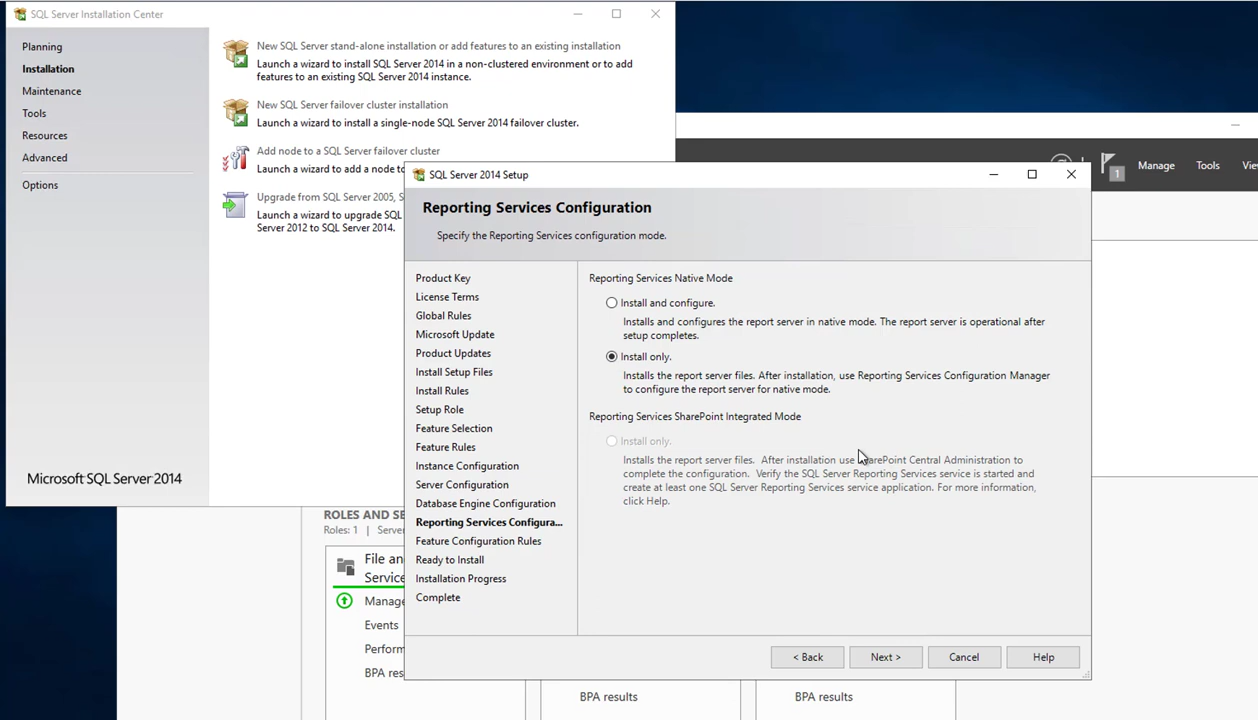 SQL Server Installation Center
Planning
Installation
Maintenance
Tools
Resources
Advanced
Options
Microsoft SQL Server 2014
New SQL Server stand-alone installation or add features to an existing installation
Launch a wizard to install SQL Server 2014 in a non-clustered environment or to add
features to an existing SQL Server 2014 instance.
New SQL Server failover cluster installation
Launch a wizard to install a single-node SQL Server 2014 failover cluster.
Add node to a SQL Server failover cluster
Launch a wizard to add a node to
Upgrade from SQL Server 2005, S
Launch a wizard to upgrade SQL
Server 2012 to SQL Server 2014.
1
Manage
Tools
SQL Server 2014 Setup
Reporting Services Configuration
Specify the Reporting Services configuration mode.
Product Key
License Terms
Global Rules
Microsoft Update
Product Updates
Install Setup Files
Install Rules
Setup Role
Feature Selection
Feature Rules
Instance Configuration
Server Configuration
Database Engine Configuration
Reporting Services Configura...
Feature Configuration Rules
Ready to Install
Installation Progress
Complete
Reporting Services Native Mode
Install and configure.
Installs and configures the report server in native mode. The report server is operational after
setup completes.
Install only.
Installs the report server files. After installation, use Reporting Services Configuration Manager
to configure the report server for native mode.
Reporting Services SharePoint Integrated Mode
Install only.
Installs the report server files. After installation use SharePoint Central Administration to
complete the configuration. Verify the SQL Server Reporting Services service is started and
create at least one SQL Server Reporting Services service application. For more information,
click Help.
< Back
Next >
Cancel
Help
ROLES AND SE
Roles: 1 | Server
File an
Service
Manage
Events
Perform
BPA res
BPA results
BPA results